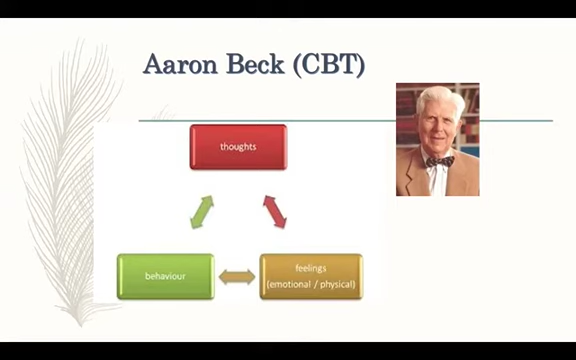 Aaron Beck (CBT)
thoughts
behaviour
feelings
(emotional / physical)